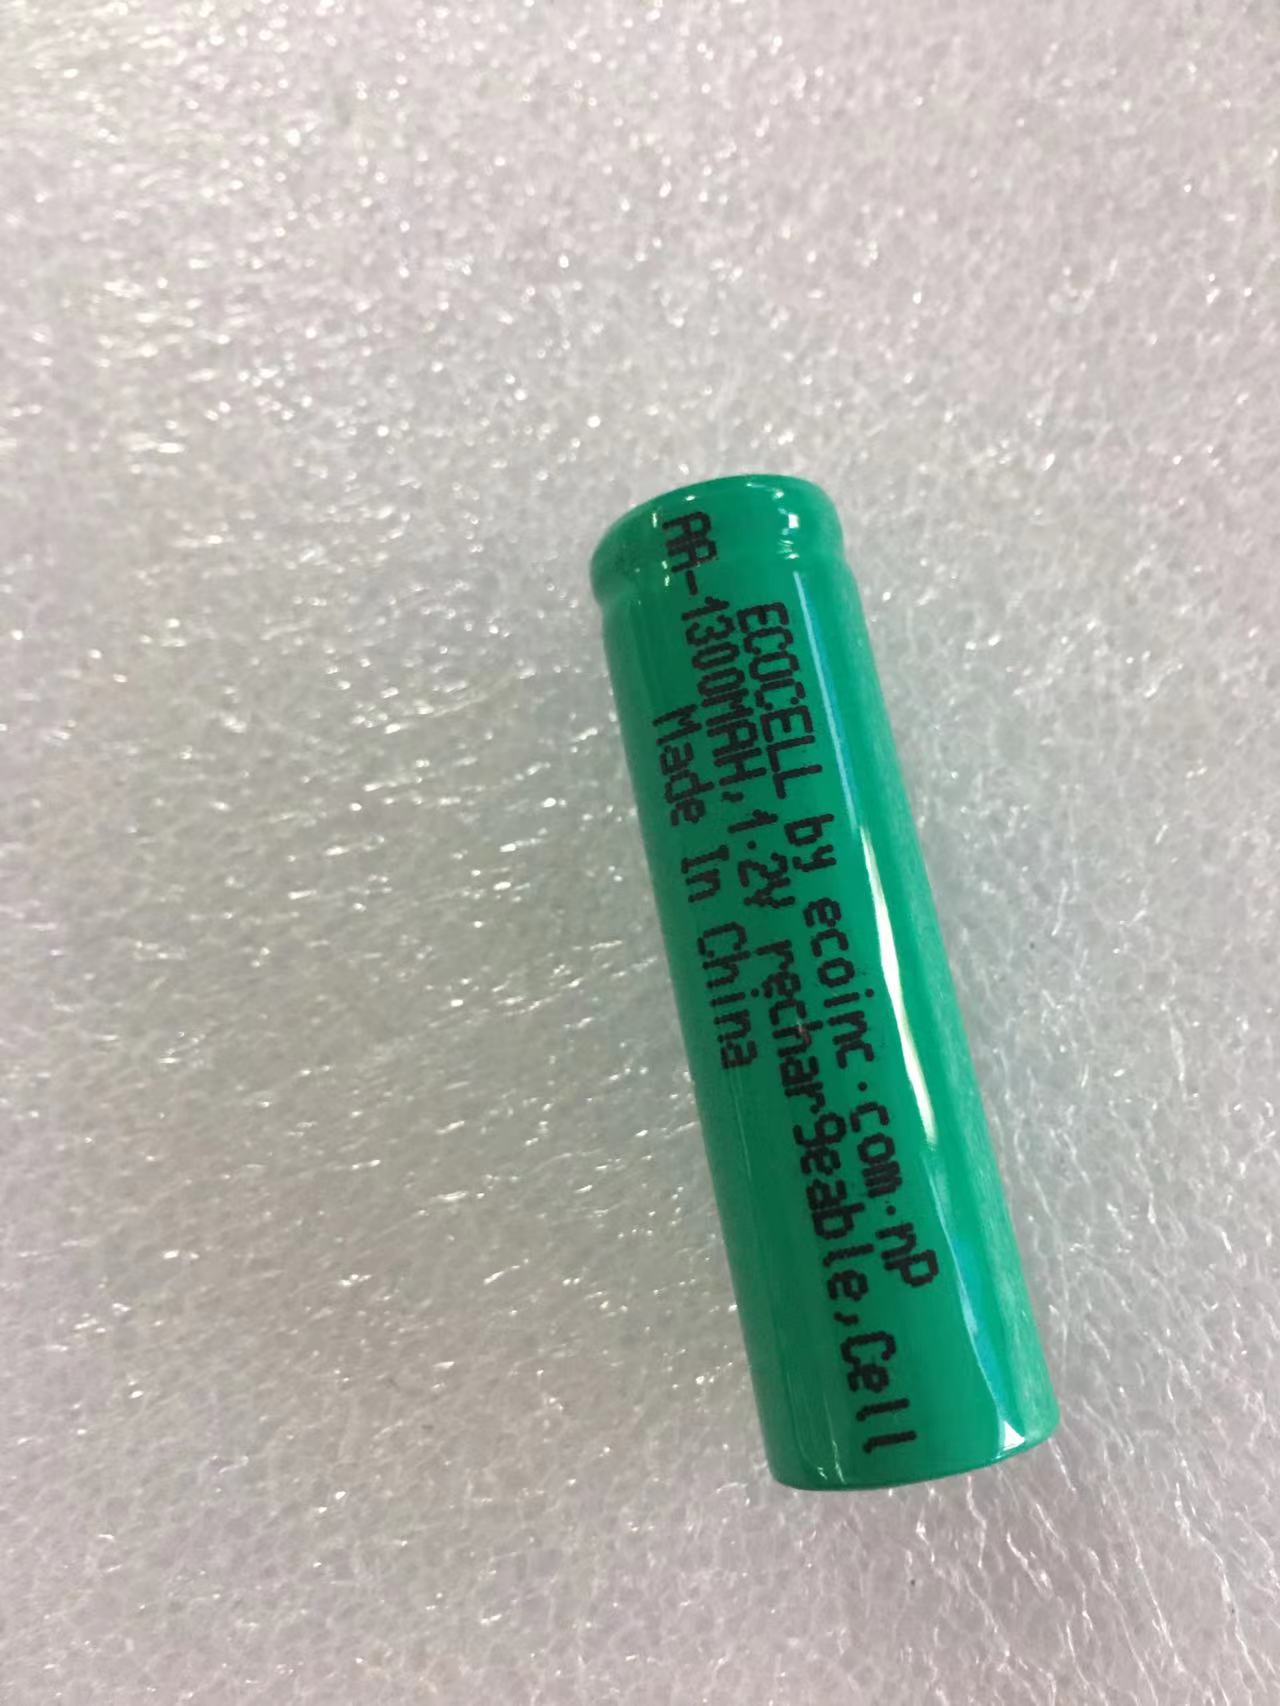 ECOCELL by ecoinc.com.np
AA-1300MAH,1.2V rechargeable,Cell
Made In China